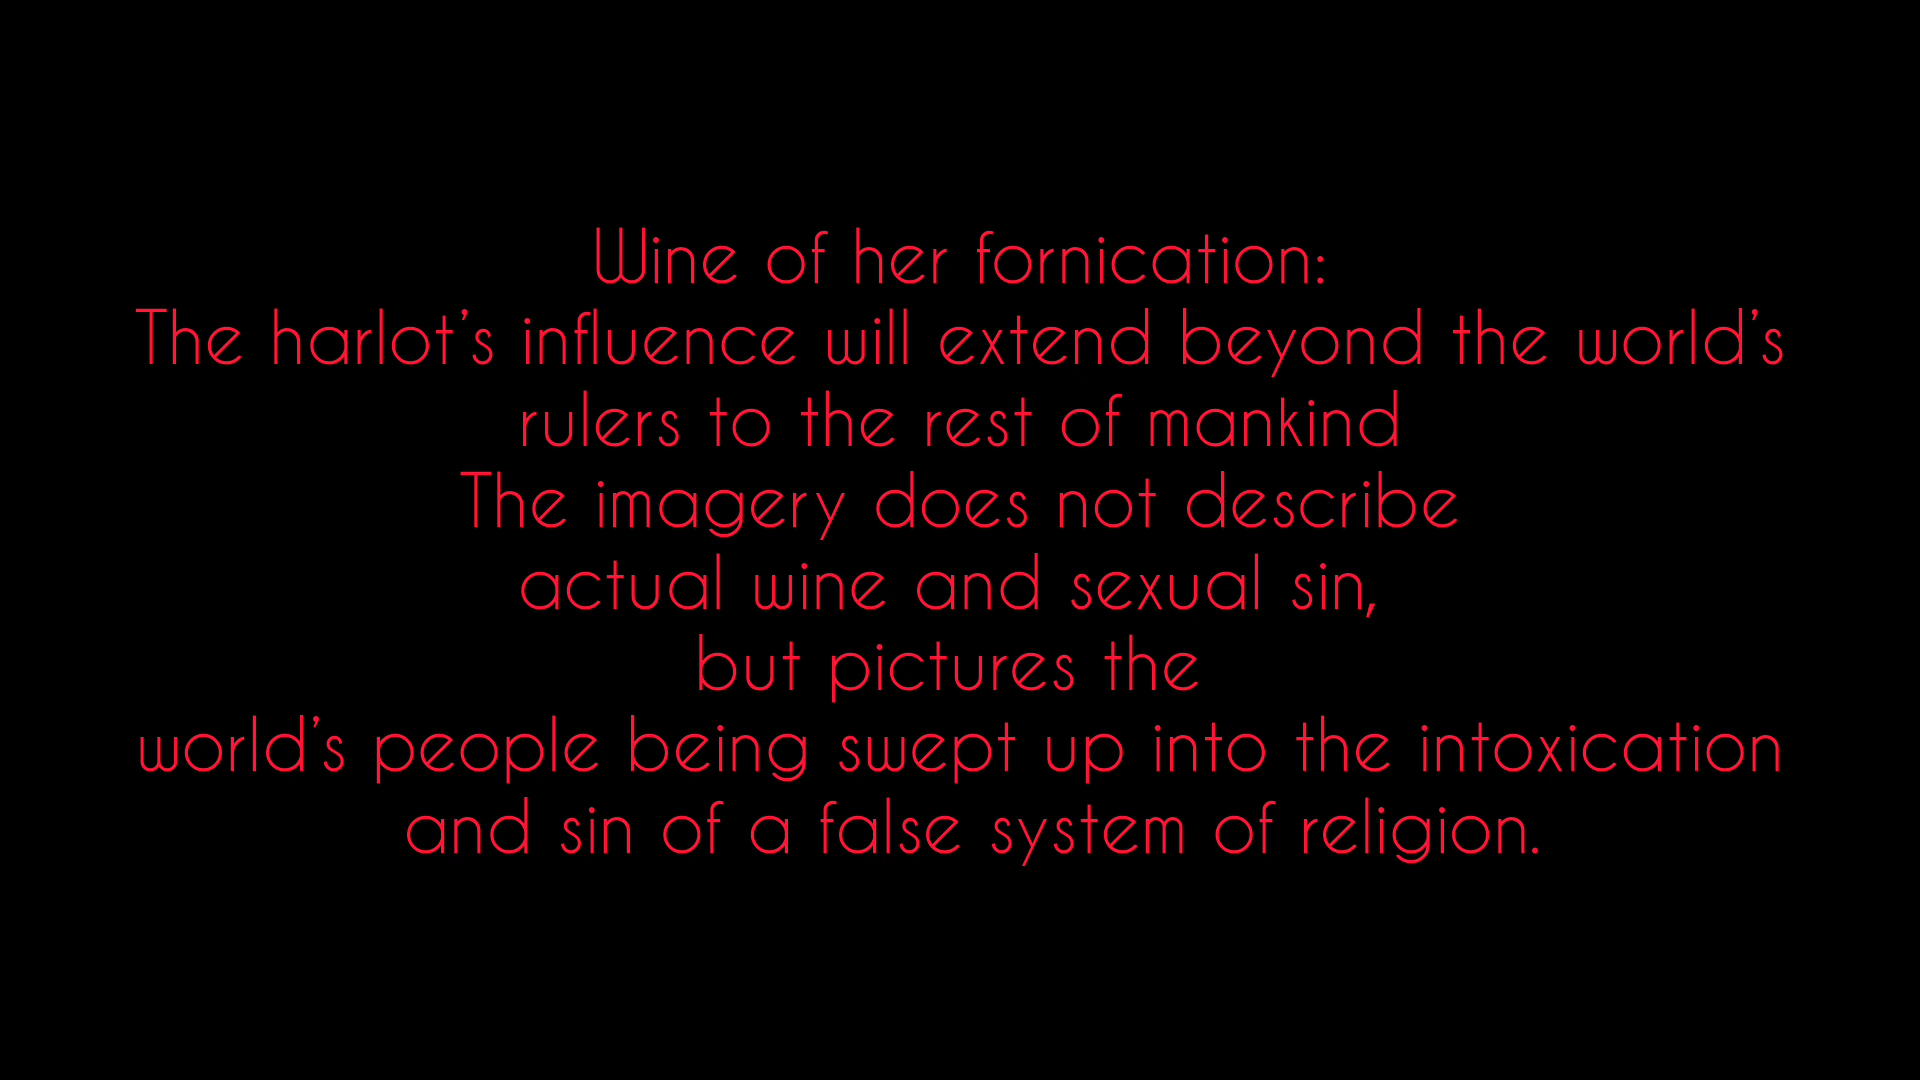 Wine of her fornication:
The harlot's influence will extend beyond the world's
rulers to the rest of mankind
The imagery does not describe
actual wine and sexual sin,
but pictures the
world's people being swept up into the intoxication
and sin of a false system of religion.